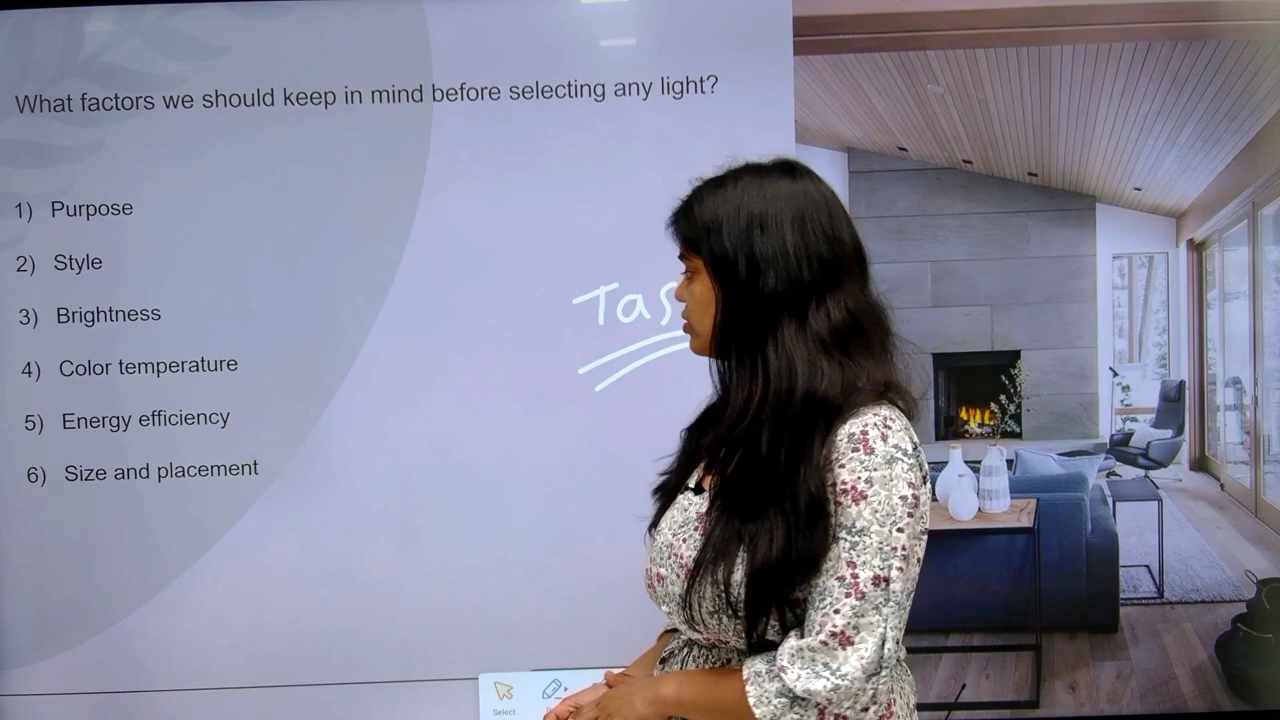 What factors we should keep in mind before selecting any light?
1) Purpose
2) Style
3) Brightness
4) Color temperature
5) Energy efficiency
6) Size and placement
Tas
Select